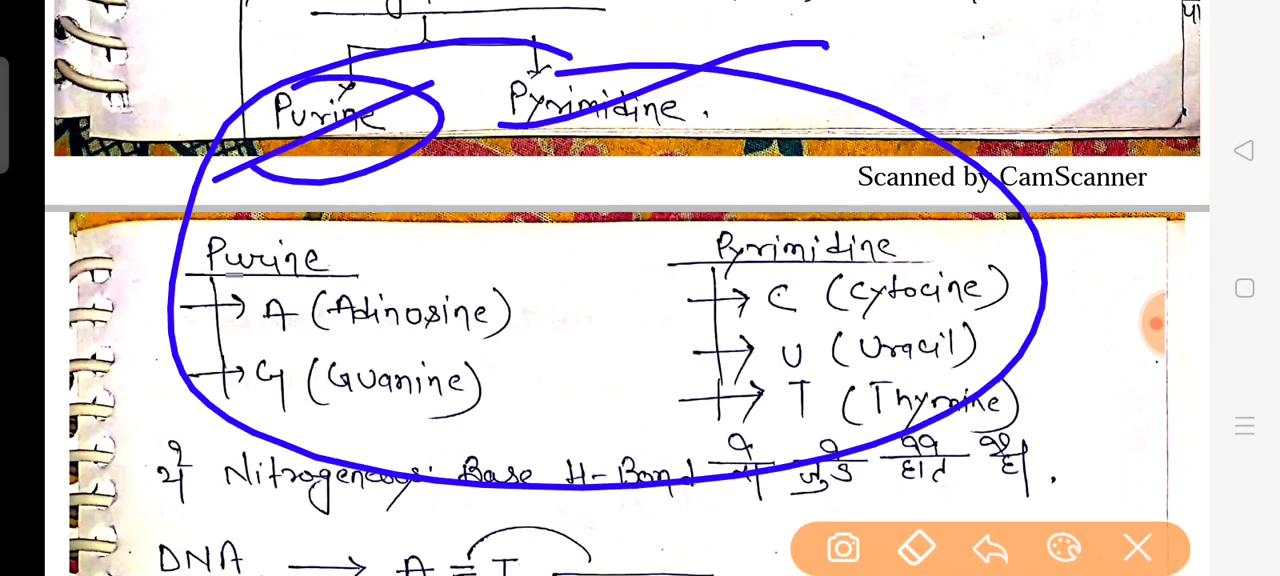 Purine Pyrimidine.
Scanned by CamScanner
Purine Pyrimidine
A (Adinosine) C (Cytocine)
G (Guanine) U (Uracil)
T (Thymine)
ये Nitrogenous Base H-Bond से जुड़े होते हैं.
DNA → A = T